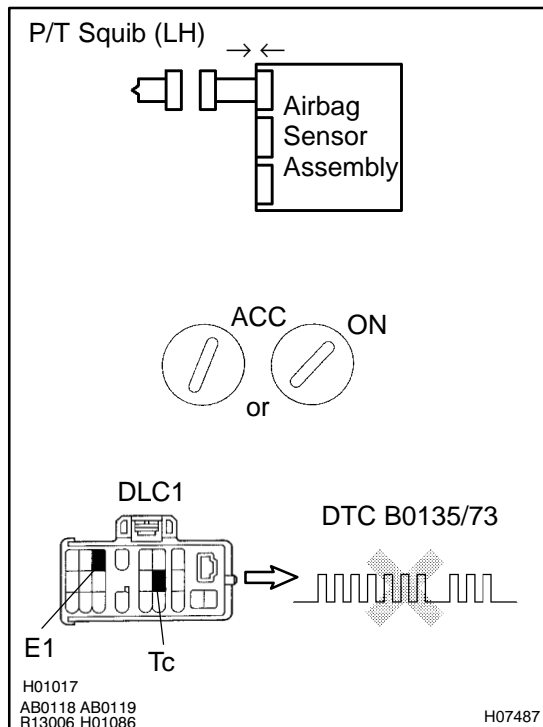 P/T Squib (LH)
Airbag
Sensor
Assembly
ACC
ON
or
DLC1
DTC B0135/73
E1
Tc
H01017
AB0118 AB0119
R13006 H01086
H07487